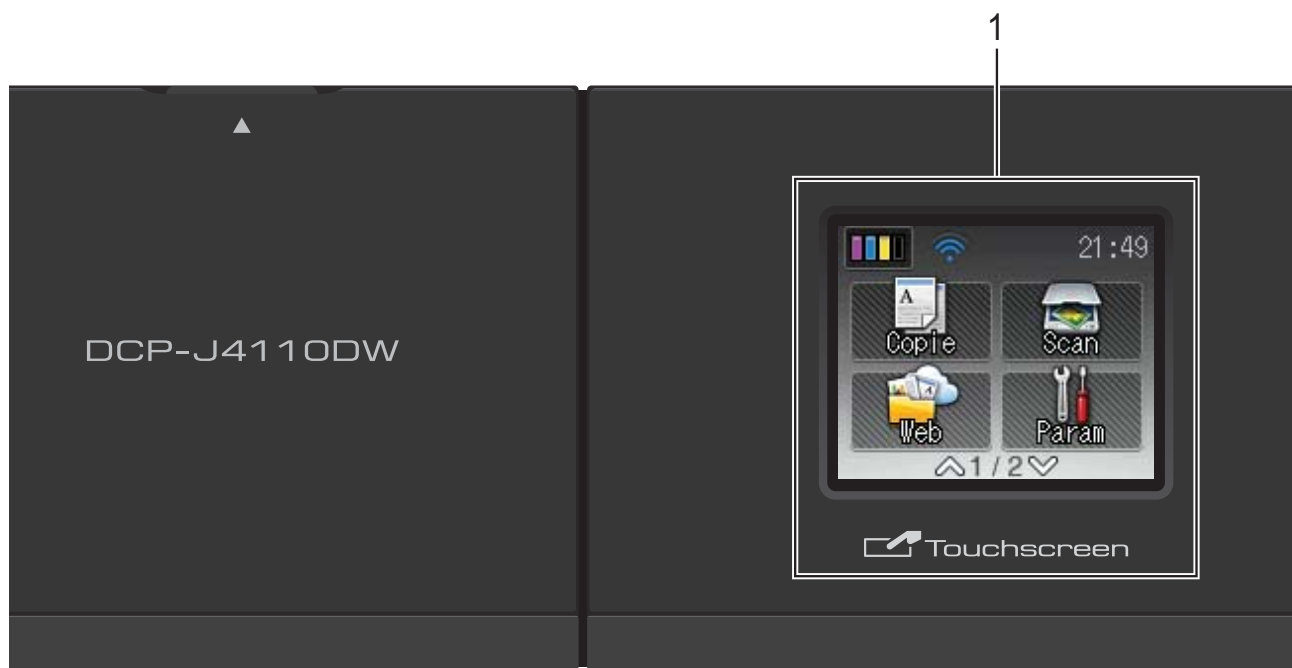 1
DCP-J4110DW
21:49
Copie
Scan
Web
Param
1/2
Touchscreen